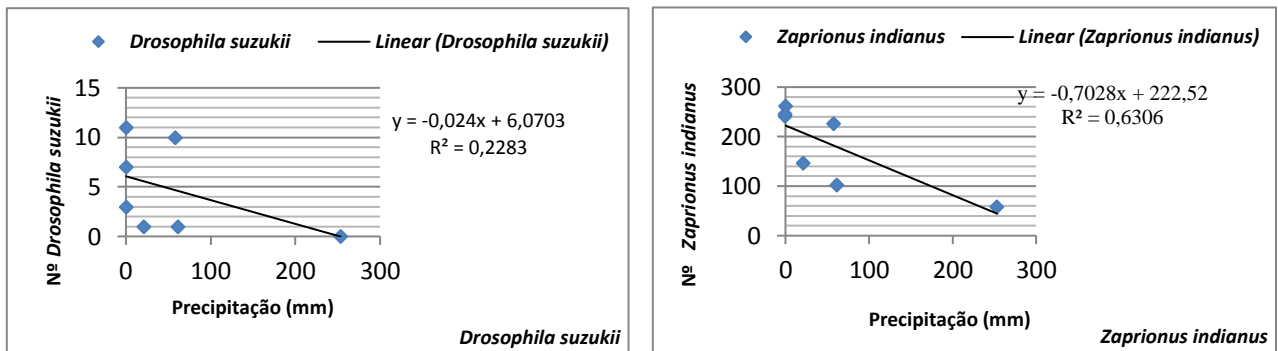 Drosophila suzukii Linear (Drosophila suzukii)
15
10
5
0
0 100 200 300
Nº Drosophila suzukii
y = -0,024x + 6,0703
R² = 0,2283
Precipitação (mm)
Drosophila suzukii
Zaprionus indianus Linear (Zaprionus indianus)
300
200
100
0
0 100 200 300
Nº Zaprionus indianus
y = -0,7028x + 222,52
R² = 0,6306
Precipitação (mm)
Zaprionus indianus